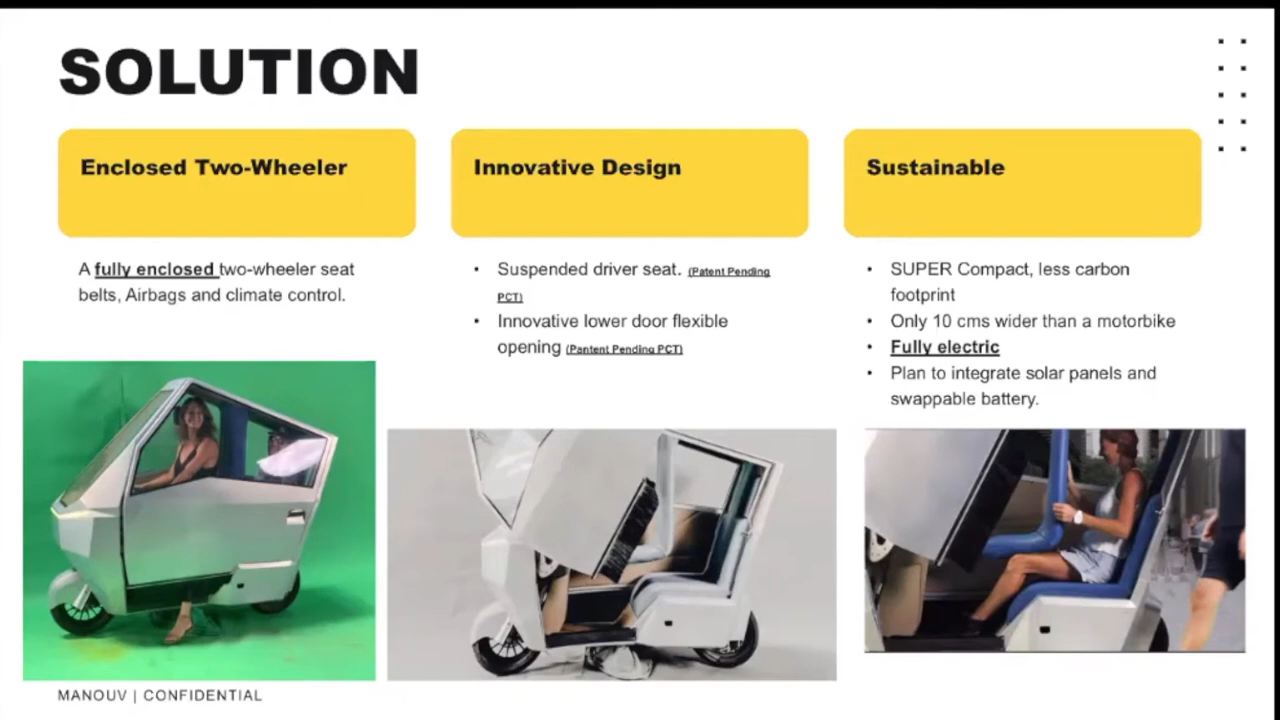 SOLUTION
Enclosed Two-Wheeler
A fully enclosed two-wheeler seat
belts, Airbags and climate control.
Innovative Design
• Suspended driver seat. (Patent Pending
PCT)
• Innovative lower door flexible
opening (Pantent Pending PCT)
Sustainable
• SUPER Compact, less carbon
footprint
• Only 10 cms wider than a motorbike
• Fully electric
• Plan to integrate solar panels and
swappable battery.
MANOUV | CONFIDENTIAL